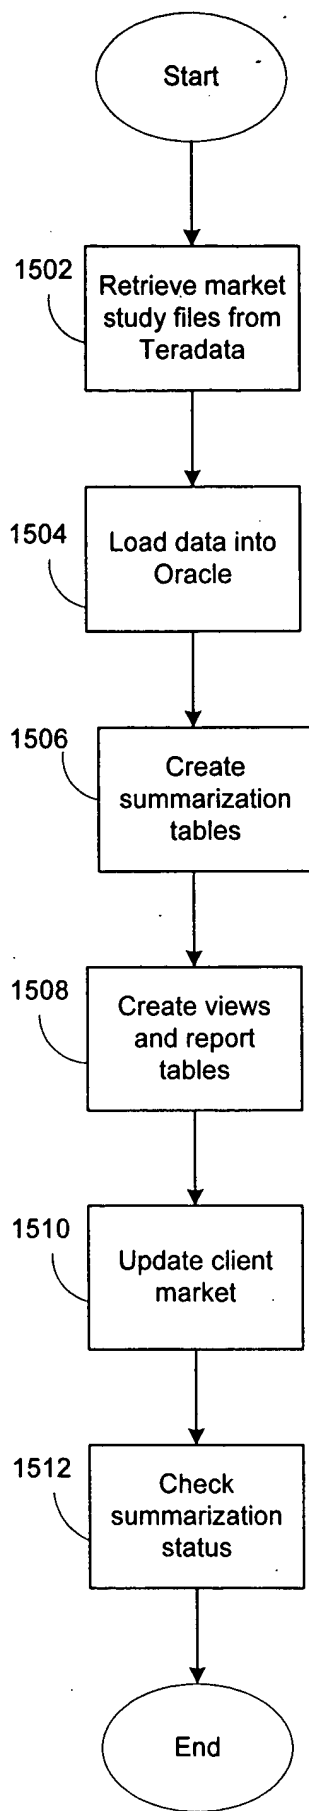 Start
1502
Retrieve market
study files from
Teradata
1504
Load data into
Oracle
1506
Create
summarization
tables
1508
Create views
and report
tables
1510
Update client
market
1512
Check
summarization
status
End